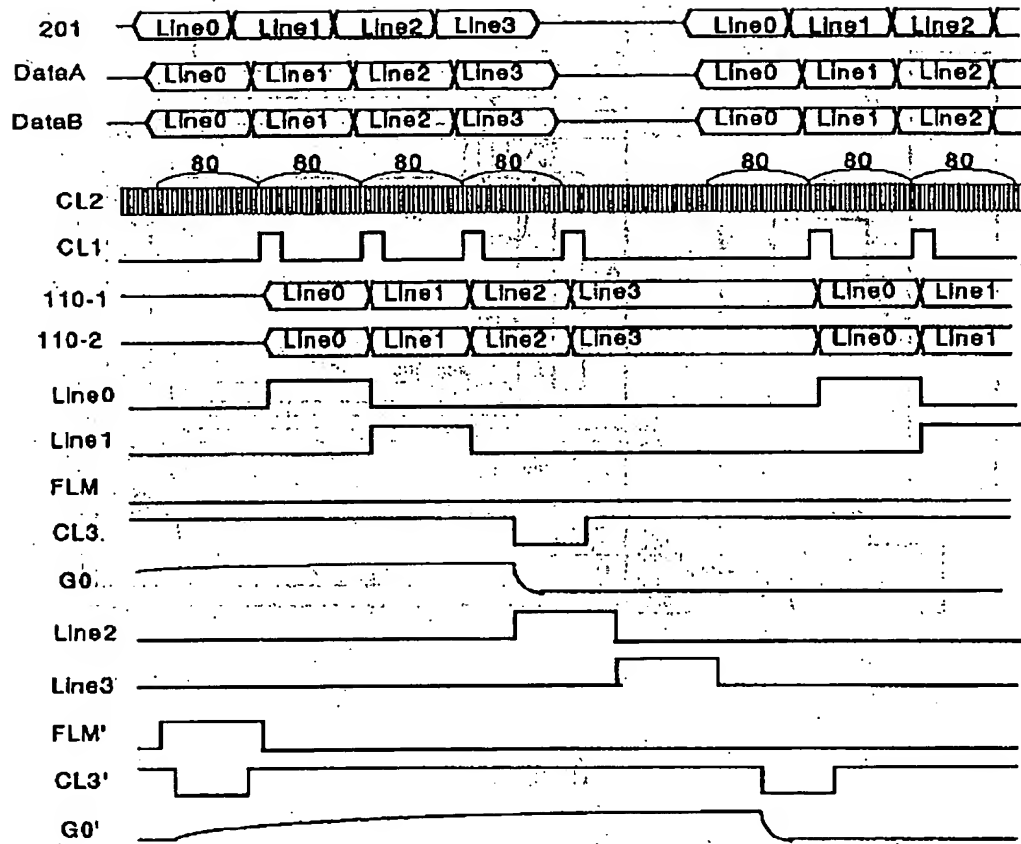 201 Line0 Line1 Line2 Line3 Line0 Line1 Line2
DataA Line0 Line1 Line2 Line3 Line0 Line1 Line2
DataB Line0 Line1 Line2 Line3 Line0 Line1 Line2
80 80 80 80 80 80 80
CL2
CL1
110-1 Line0 Line1 Line2 Line3 Line0 Line1
110-2 Line0 Line1 Line2 Line3 Line0 Line1
Line0
Line1
FLM
CL3
G0
Line2
Line3
FLM'
CL3'
G0'